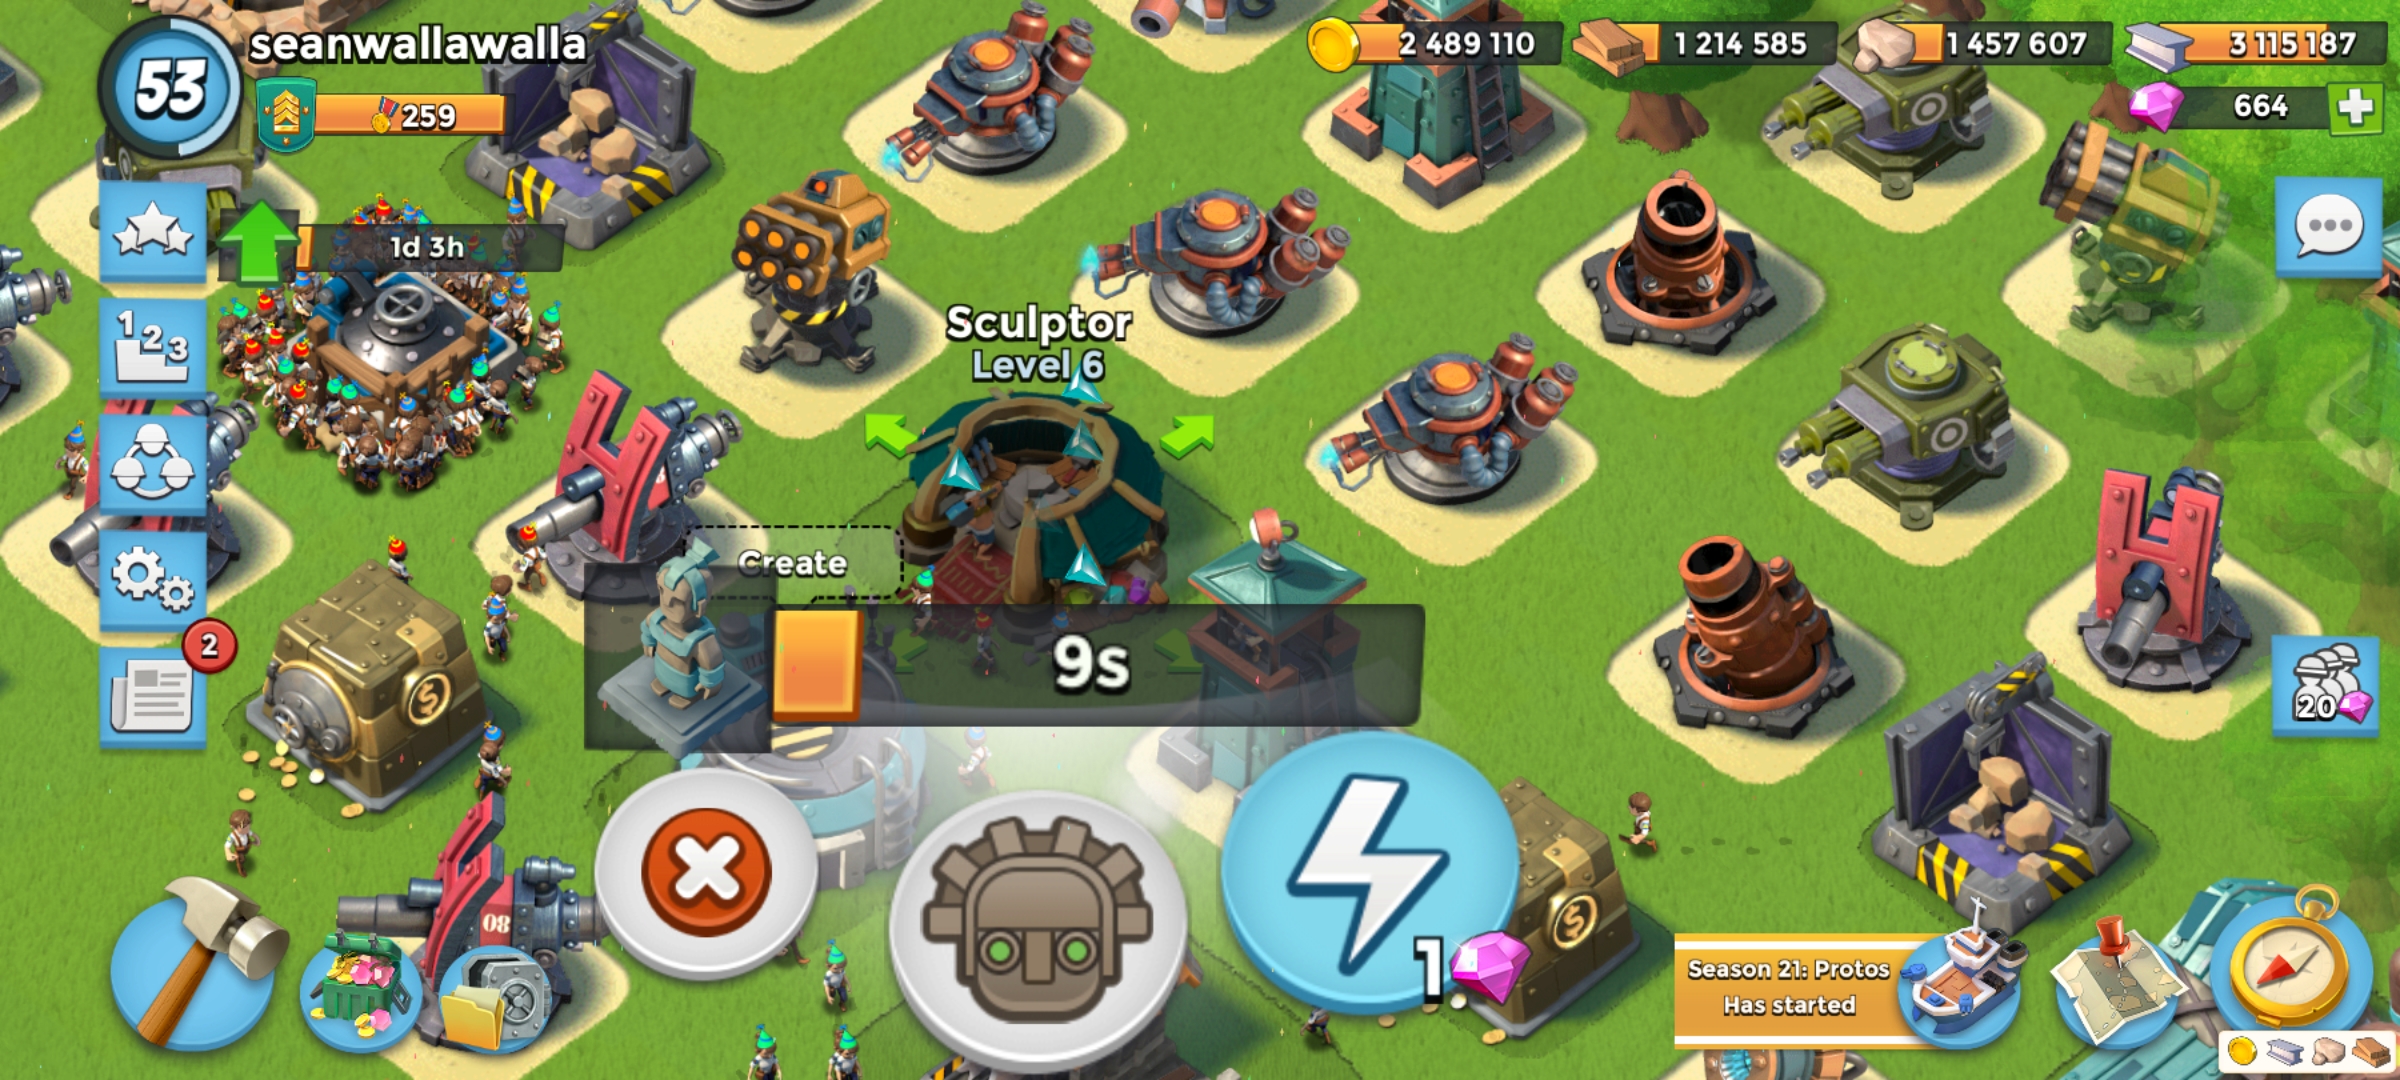 53
seanwallawalla
259
2 489 110
1 214 585
1 457 607
3 115 187
664
1d 3h
123
Sculptor
Level 6
Create
9s
2
20
08
1
Season 21: Protos
Has started